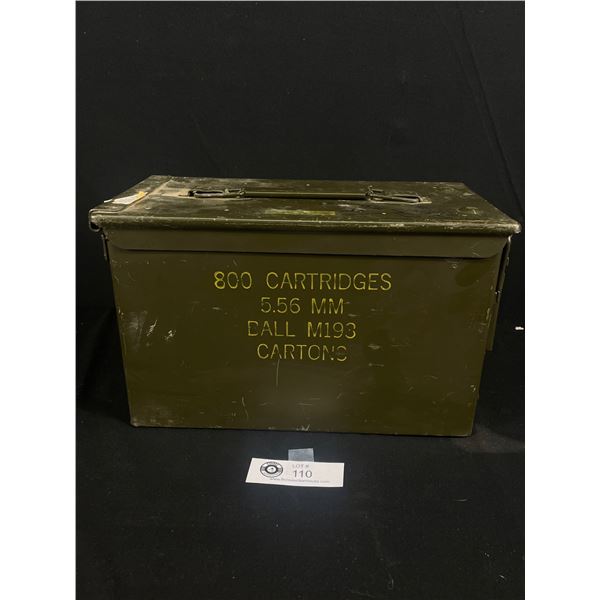 800 CARTRIDGES
5.56 MM
BALL M193
CARTONS
LOT #
110